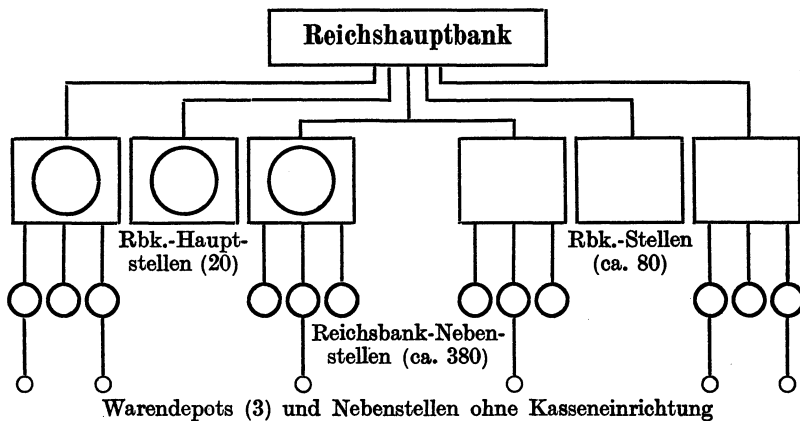 Reichshauptbank
Rbk.-Haupt-
stellen (20)
Rbk.-Stellen
(ca. 80)
Reichsbank-Neben-
stellen (ca. 380)
Warendepots (3) und Nebenstellen ohne Kasseneinrichtung